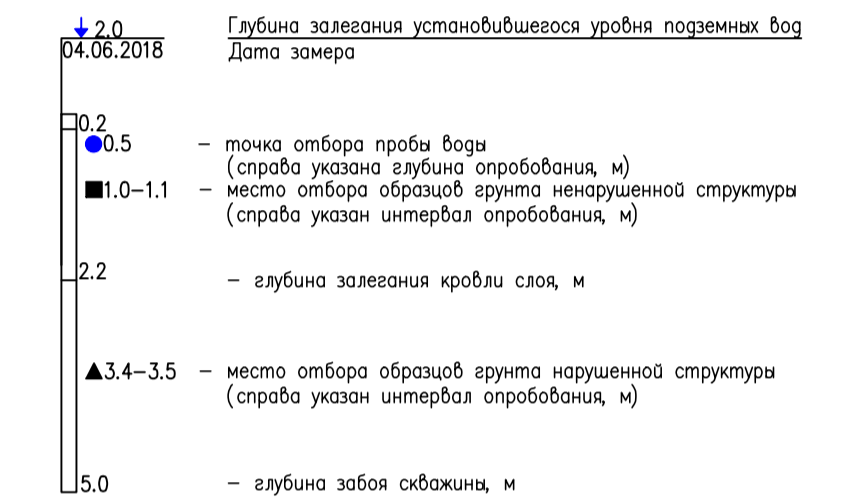 2.0 Глубина залегания установившегося уровня подземных вод
04.06.2018 Дата замера
0.2
0.5 – точка отбора пробы воды
(справа указана глубина опробования, м)
1.0–1.1 – место отбора образцов грунта ненарушенной структуры
(справа указан интервал опробования, м)
2.2 – глубина залегания кровли слоя, м
3.4–3.5 – место отбора образцов грунта нарушенной структуры
(справа указан интервал опробования, м)
5.0 – глубина забоя скважины, м